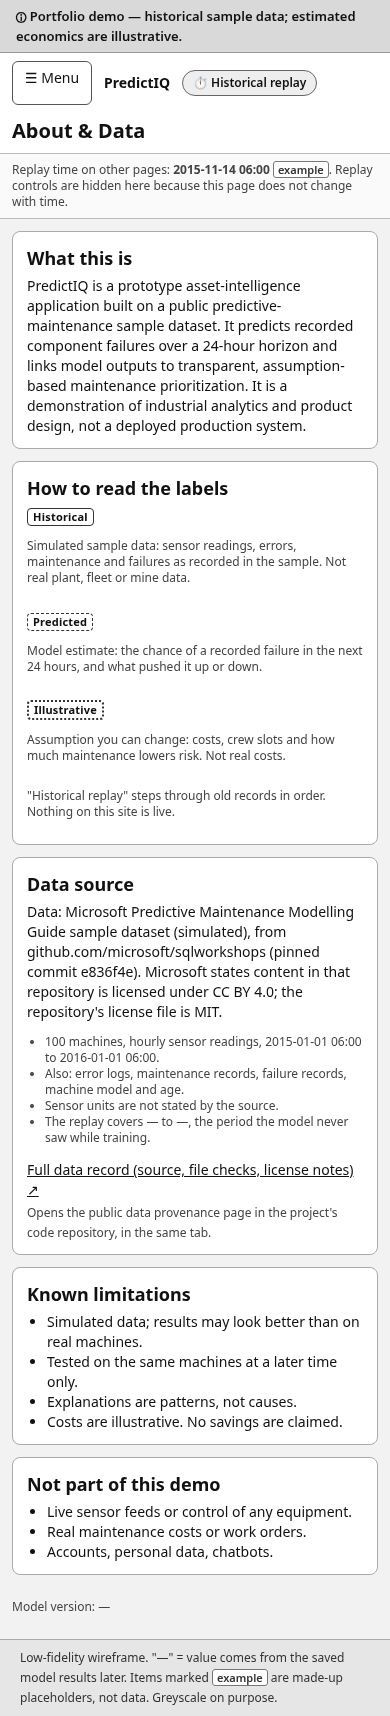 ⓘ Portfolio demo — historical sample data; estimated
economics are illustrative.
☰ Menu
PredictIQ
⏱ Historical replay
About & Data
Replay time on other pages: 2015-11-14 06:00 example. Replay
controls are hidden here because this page does not change
with time.
What this is
PredictIQ is a prototype asset-intelligence
application built on a public predictive-
maintenance sample dataset. It predicts recorded
component failures over a 24-hour horizon and
links model outputs to transparent, assumption-
based maintenance prioritization. It is a
demonstration of industrial analytics and product
design, not a deployed production system.
How to read the labels
Historical
Simulated sample data: sensor readings, errors,
maintenance and failures as recorded in the sample. Not
real plant, fleet or mine data.
Predicted
Model estimate: the chance of a recorded failure in the next
24 hours, and what pushed it up or down.
Illustrative
Assumption you can change: costs, crew slots and how
much maintenance lowers risk. Not real costs.
"Historical replay" steps through old records in order.
Nothing on this site is live.
Data source
Data: Microsoft Predictive Maintenance Modelling
Guide sample dataset (simulated), from
github.com/microsoft/sqlworkshops (pinned
commit e836f4e). Microsoft states content in that
repository is licensed under CC BY 4.0; the
repository's license file is MIT.
• 100 machines, hourly sensor readings, 2015-01-01 06:00
to 2016-01-01 06:00.
• Also: error logs, maintenance records, failure records,
machine model and age.
• Sensor units are not stated by the source.
• The replay covers — to —, the period the model never
saw while training.
Full data record (source, file checks, license notes)
↗
Opens the public data provenance page in the project's
code repository, in the same tab.
Known limitations
• Simulated data; results may look better than on
real machines.
• Tested on the same machines at a later time
only.
• Explanations are patterns, not causes.
• Costs are illustrative. No savings are claimed.
Not part of this demo
• Live sensor feeds or control of any equipment.
• Real maintenance costs or work orders.
• Accounts, personal data, chatbots.
Model version: —
Low-fidelity wireframe. "—" = value comes from the saved
model results later. Items marked example are made-up
placeholders, not data. Greyscale on purpose.